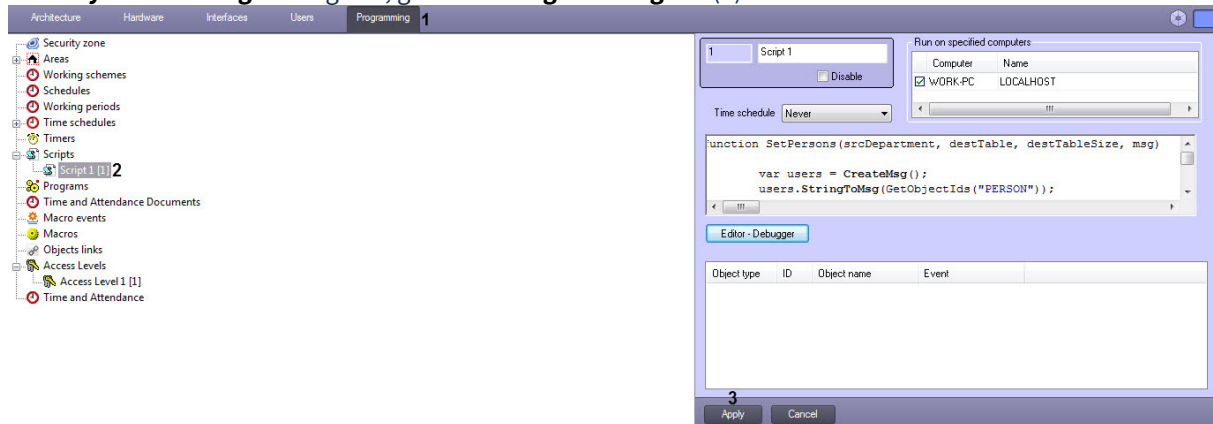 Architecture Hardware Interfaces Users Programming 1
Security zone
Areas
Working schemes
Schedules
Working periods
Time schedules
Timers
Scripts
Script 1 [1] 2
Programs
Time and Attendance Documents
Macro events
Macros
Objects links
Access Levels
Access Level 1 [1]
Time and Attendance
1 Script 1
Disable
Time schedule Never
Run on specified computers
Computer Name
WORK-PC LOCALHOST
function SetPersons(srcDepartment, destTable, destTableSize, msg)
var users = CreateMsg();
users.StringToMsg(GetObjectIds("PERSON"));
Editor - Debugger
Object type ID Object name Event
3
Apply Cancel